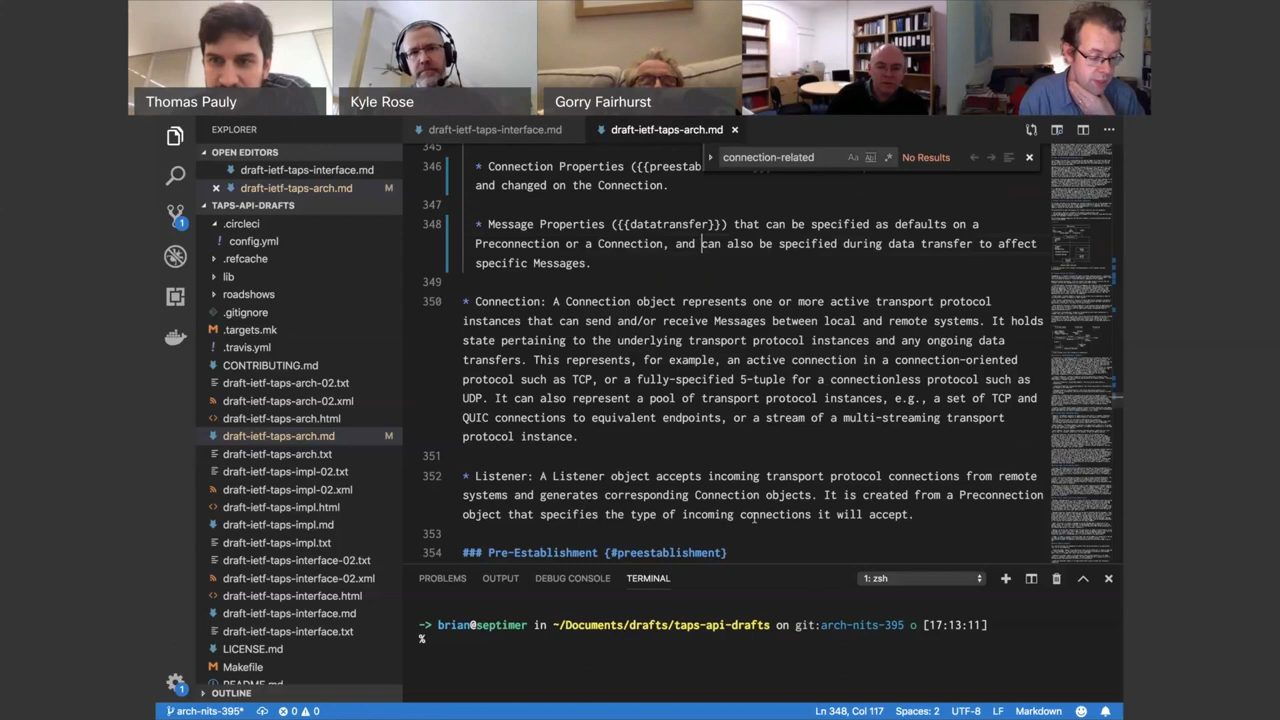 Thomas Pauly
Kyle Rose
Gorry Fairhurst
EXPLORER
draft-ietf-taps-interface.md
draft-ietf-taps-arch.md
OPEN EDITORS
draft-ietf-taps-interface.md
draft-ietf-taps-arch.md M
TAPS-API-DRAFTS
.circleci
config.yml
.refcache
lib
roadshows
.gitignore
.targets.mk
.travis.yml
CONTRIBUTING.md
draft-ietf-taps-arch-02.txt
draft-ietf-taps-arch-02.xml
draft-ietf-taps-arch.html
draft-ietf-taps-arch.md M
draft-ietf-taps-arch.txt
draft-ietf-taps-impl-02.txt
draft-ietf-taps-impl-02.xml
draft-ietf-taps-impl.html
draft-ietf-taps-impl.md
draft-ietf-taps-impl.txt
draft-ietf-taps-interface-02
draft-ietf-taps-interface-02.xml
draft-ietf-taps-interface.html
draft-ietf-taps-interface.md
draft-ietf-taps-interface.txt
LICENSE.md
Makefile
README.md
OUTLINE
connection-related
Aa
Ab|
No Results
345
346 * Connection Properties ({{preestab
and changed on the Connection.
347
348 * Message Properties ({{datatransfer}}) that can be specified as defaults on a
Preconnection or a Connection, and can also be specified during data transfer to affect
specific Messages.
349
350 * Connection: A Connection object represents one or more active transport protocol
instances that can send and/or receive Messages between local and remote systems. It holds
state pertaining to the underlying transport protocol instances and any ongoing data
transfers. This represents, for example, an active connection in a connection-oriented
protocol such as TCP, or a fully-specified 5-tuple for a connectionless protocol such as
UDP. It can also represent a pool of transport protocol instances, e.g., a set of TCP and
QUIC connections to equivalent endpoints, or a stream of a multi-streaming transport
protocol instance.
351
352 * Listener: A Listener object accepts incoming transport protocol connections from remote
systems and generates corresponding Connection objects. It is created from a Preconnection
object that specifies the type of incoming connections it will accept.
353
354 ### Pre-Establishment {#preestablishment}
PROBLEMS OUTPUT DEBUG CONSOLE TERMINAL
1: zsh
-> brian@septimer in ~/Documents/drafts/taps-api-drafts on git:arch-nits-395 o [17:13:11]
%
1
1
arch-nits-395*
0
0
Ln 348, Col 117
Spaces: 2
UTF-8
LF
Markdown